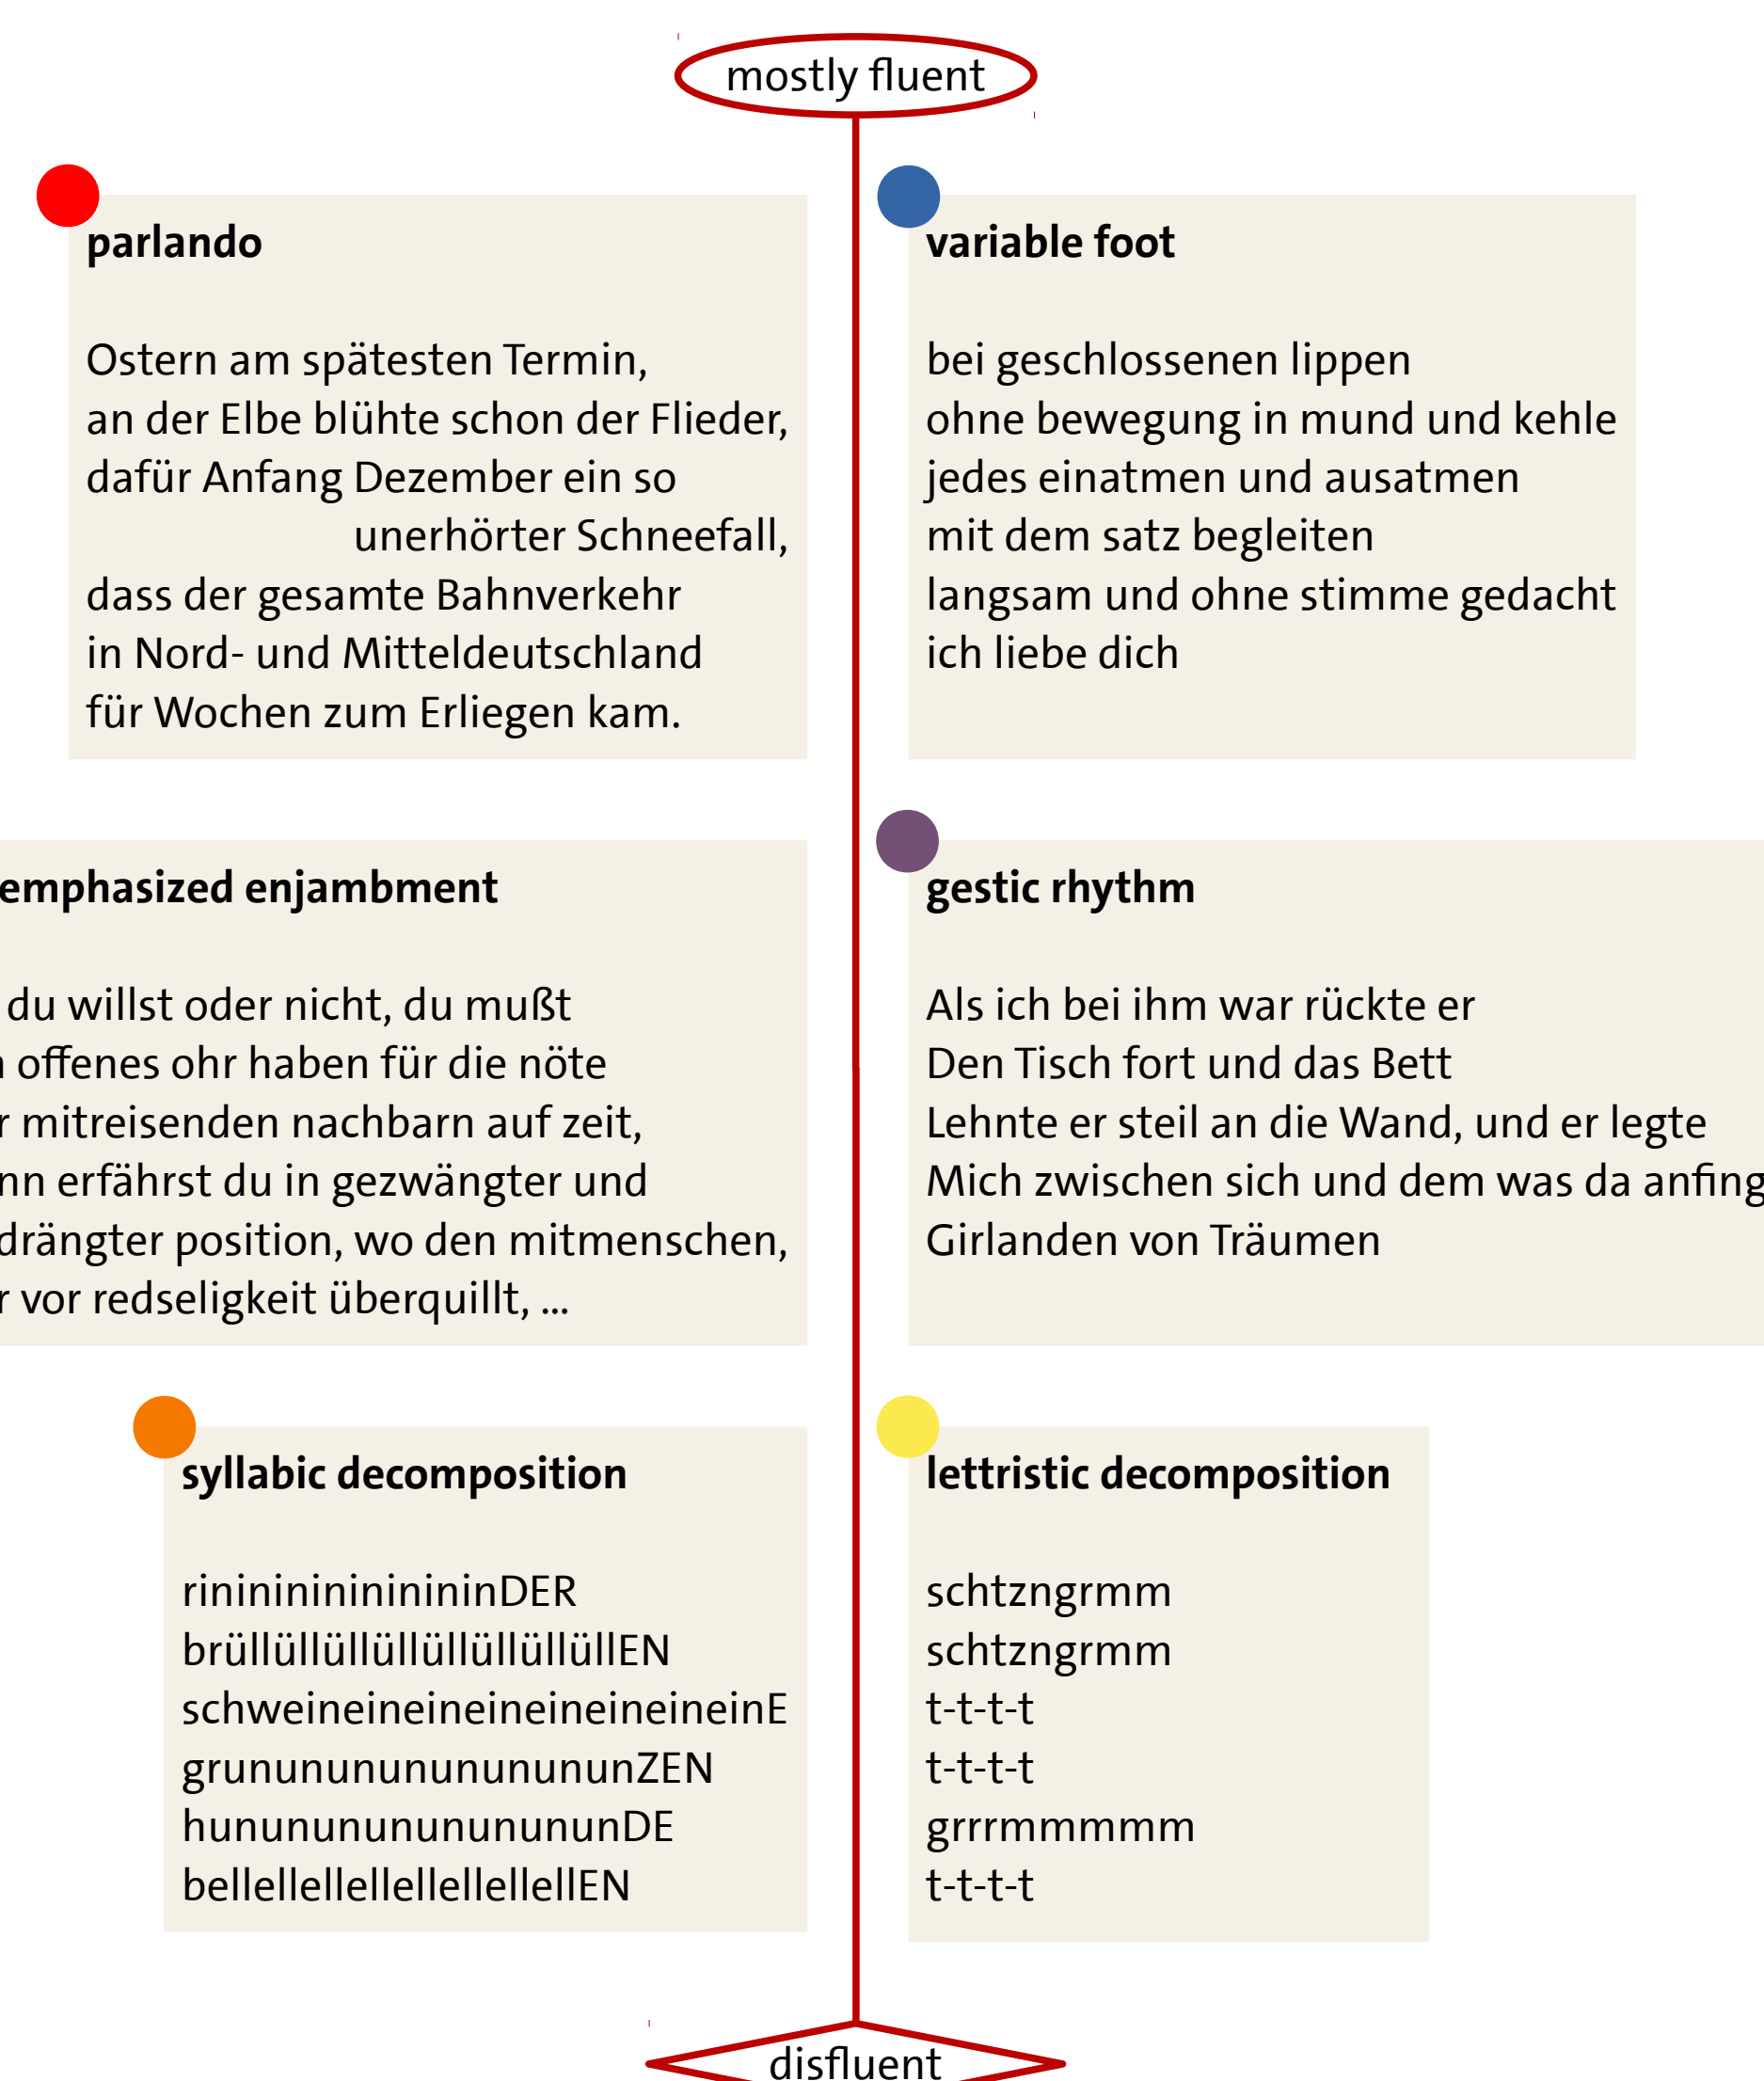 mostly fluent
parlando
Ostern am spätesten Termin,
an der Elbe blühte schon der Flieder,
dafür Anfang Dezember ein so
unerhörter Schneefall,
dass der gesamte Bahnverkehr
in Nord- und Mitteldeutschland
für Wochen zum Erliegen kam.
variable foot
bei geschlossenen lippen
ohne bewegung in mund und kehle
jedes einatmen und ausatmen
mit dem satz begleiten
langsam und ohne stimme gedacht
ich liebe dich
emphasized enjambment
du willst oder nicht, du mußt
offenes ohr haben für die nöte
mitreisenden nachbarn auf zeit,
erfährst du in gezwängter und
position, wo den mitmenschen,
vor redseligkeit überquillt, ...
gestic rhythm
Als ich bei ihm war rückte er
Den Tisch fort und das Bett
Lehnte er steil an die Wand, und er legte
Mich zwischen sich und dem was da anfing
Girlanden von Träumen
syllabic decomposition
rininininininininDER
brüllüllüllüllüllüllüllüllEN
schweineineineineineineineinE
grunununununununZEN
hunununununununDE
bellellellellellellellellEN
lettristic decomposition
schtzngrmm
schtzngrmm
t-t-t-t
t-t-t-t
grrrmmmmm
t-t-t-t
disfluent